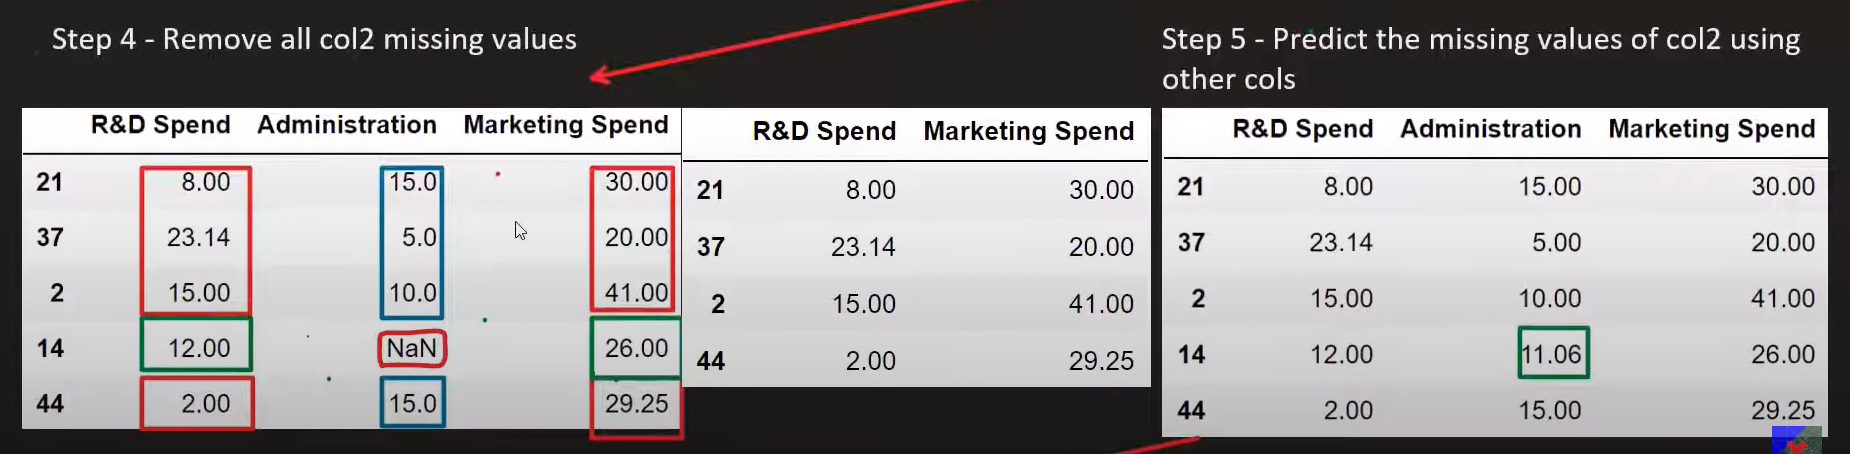 Step 4 - Remove all col2 missing values
R&D Spend Administration Marketing Spend
21 8.00 15.0 30.00
37 23.14 5.0 20.00
2 15.00 10.0 41.00
14 12.00 NaN 26.00
44 2.00 15.0 29.25
R&D Spend Marketing Spend
21 8.00 30.00
37 23.14 20.00
2 15.00 41.00
44 2.00 29.25
Step 5 - Predict the missing values of col2 using
other cols
R&D Spend Administration Marketing Spend
21 8.00 15.00 30.00
37 23.14 5.00 20.00
2 15.00 10.00 41.00
14 12.00 11.06 26.00
44 2.00 15.00 29.25